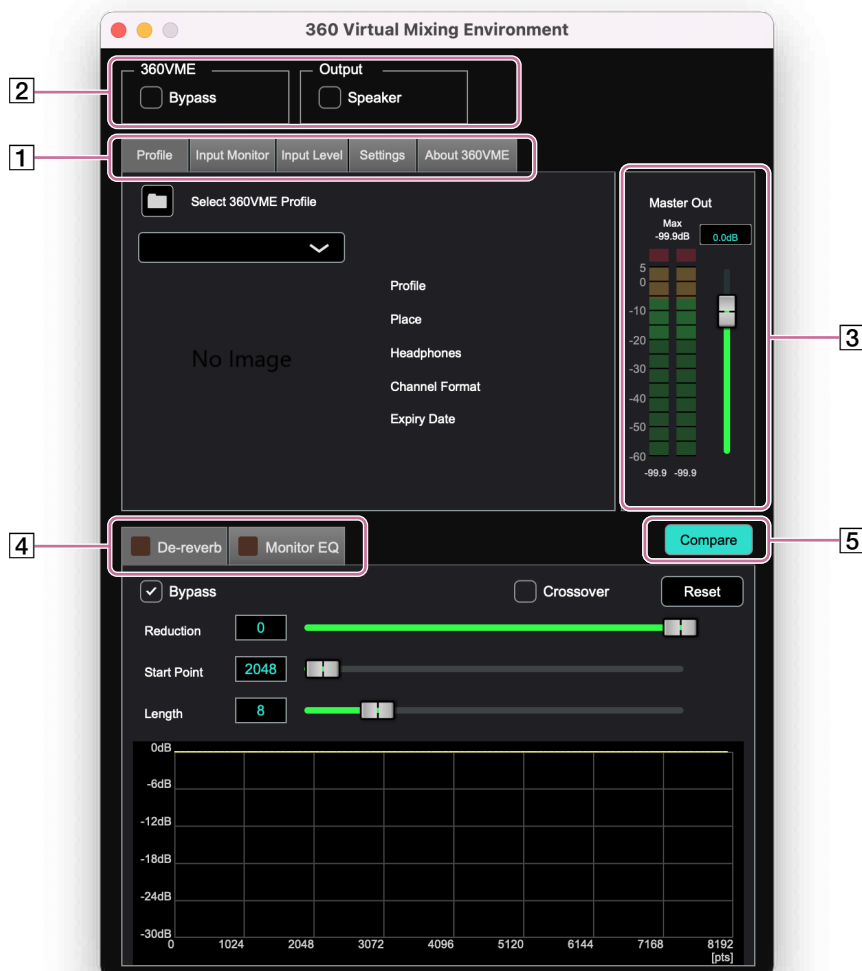 360 Virtual Mixing Environment
2
360VME
Output
Bypass
Speaker
1
Profile Input Monitor Input Level Settings About 360VME
Select 360VME Profile
Master Out
Max
-99.9dB
0.0dB
5
0
-10
-20
-30
-40
-50
-60
-99.9 -99.9
3
Profile
Place
No Image
Headphones
Channel Format
Expiry Date
4
De-reverb Monitor EQ
Compare
5
Bypass
Crossover
Reset
Reduction 0
Start Point 2048
Length 8
0dB
-6dB
-12dB
-18dB
-24dB
-30dB
0 1024 2048 3072 4096 5120 6144 7168 8192
[pts]